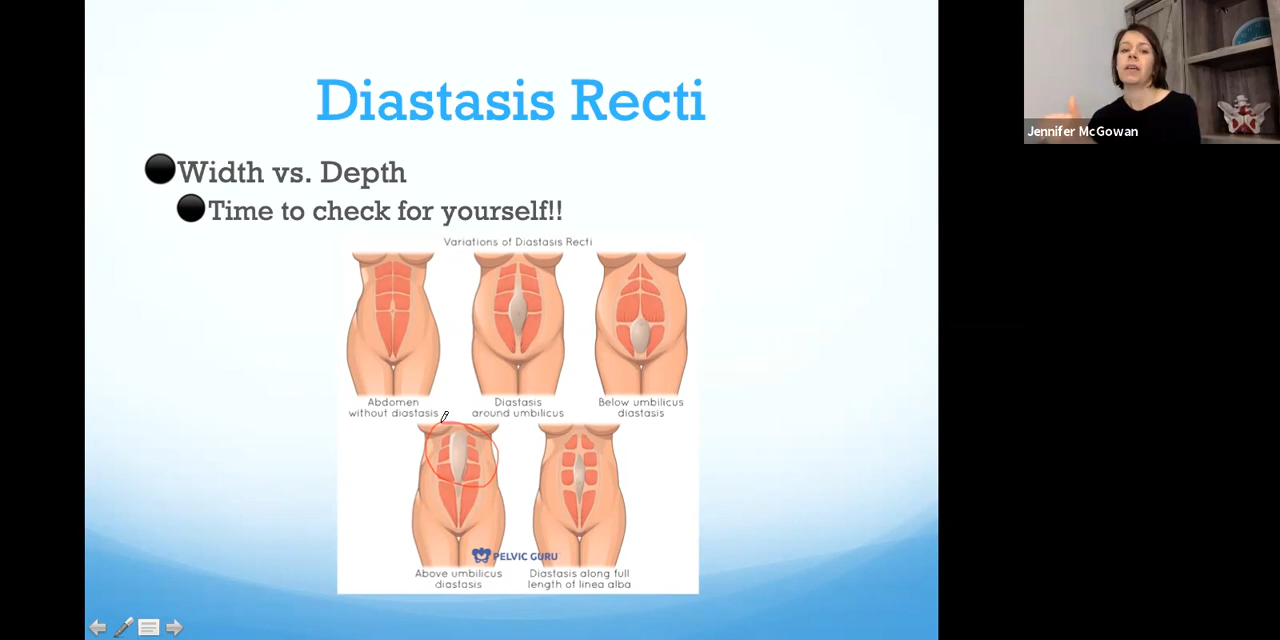 Diastasis Recti
Width vs. Depth
Time to check for yourself!!
Variations of Diastasis Recti
Abdomen
without diastasis
Diastasis
around umbilicus
Below umbilicus
diastasis
PELVIC GURU
Above umbilicus
diastasis
Diastasis along full
length of linea alba
Jennifer McGowan